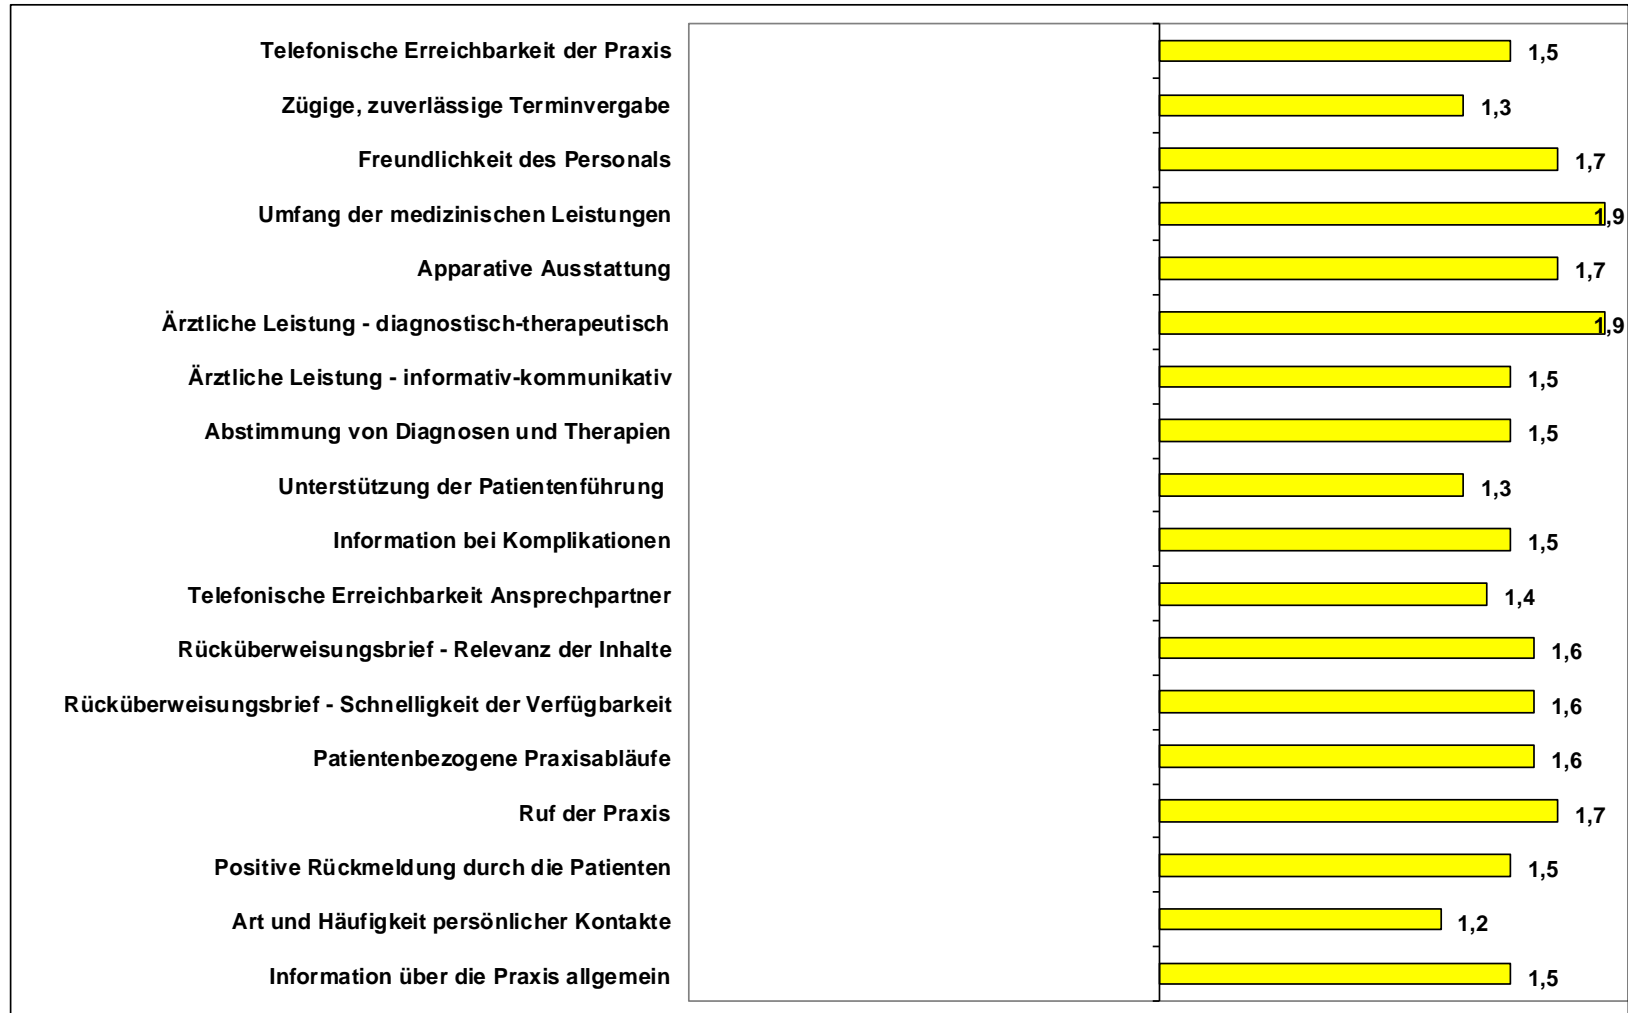 Telefonische Erreichbarkeit der Praxis 1,5
Zügige, zuverlässige Terminvergabe 1,3
Freundlichkeit des Personals 1,7
Umfang der medizinischen Leistungen 1,9
Apparative Ausstattung 1,7
Ärztliche Leistung - diagnostisch-therapeutisch 1,9
Ärztliche Leistung - informativ-kommunikativ 1,5
Abstimmung von Diagnosen und Therapien 1,5
Unterstützung der Patientenführung 1,3
Information bei Komplikationen 1,5
Telefonische Erreichbarkeit Ansprechpartner 1,4
Rücküberweisungsbrief - Relevanz der Inhalte 1,6
Rücküberweisungsbrief - Schnelligkeit der Verfügbarkeit 1,6
Patientenbezogene Praxisabläufe 1,6
Ruf der Praxis 1,7
Positive Rückmeldung durch die Patienten 1,5
Art und Häufigkeit persönlicher Kontakte 1,2
Information über die Praxis allgemein 1,5